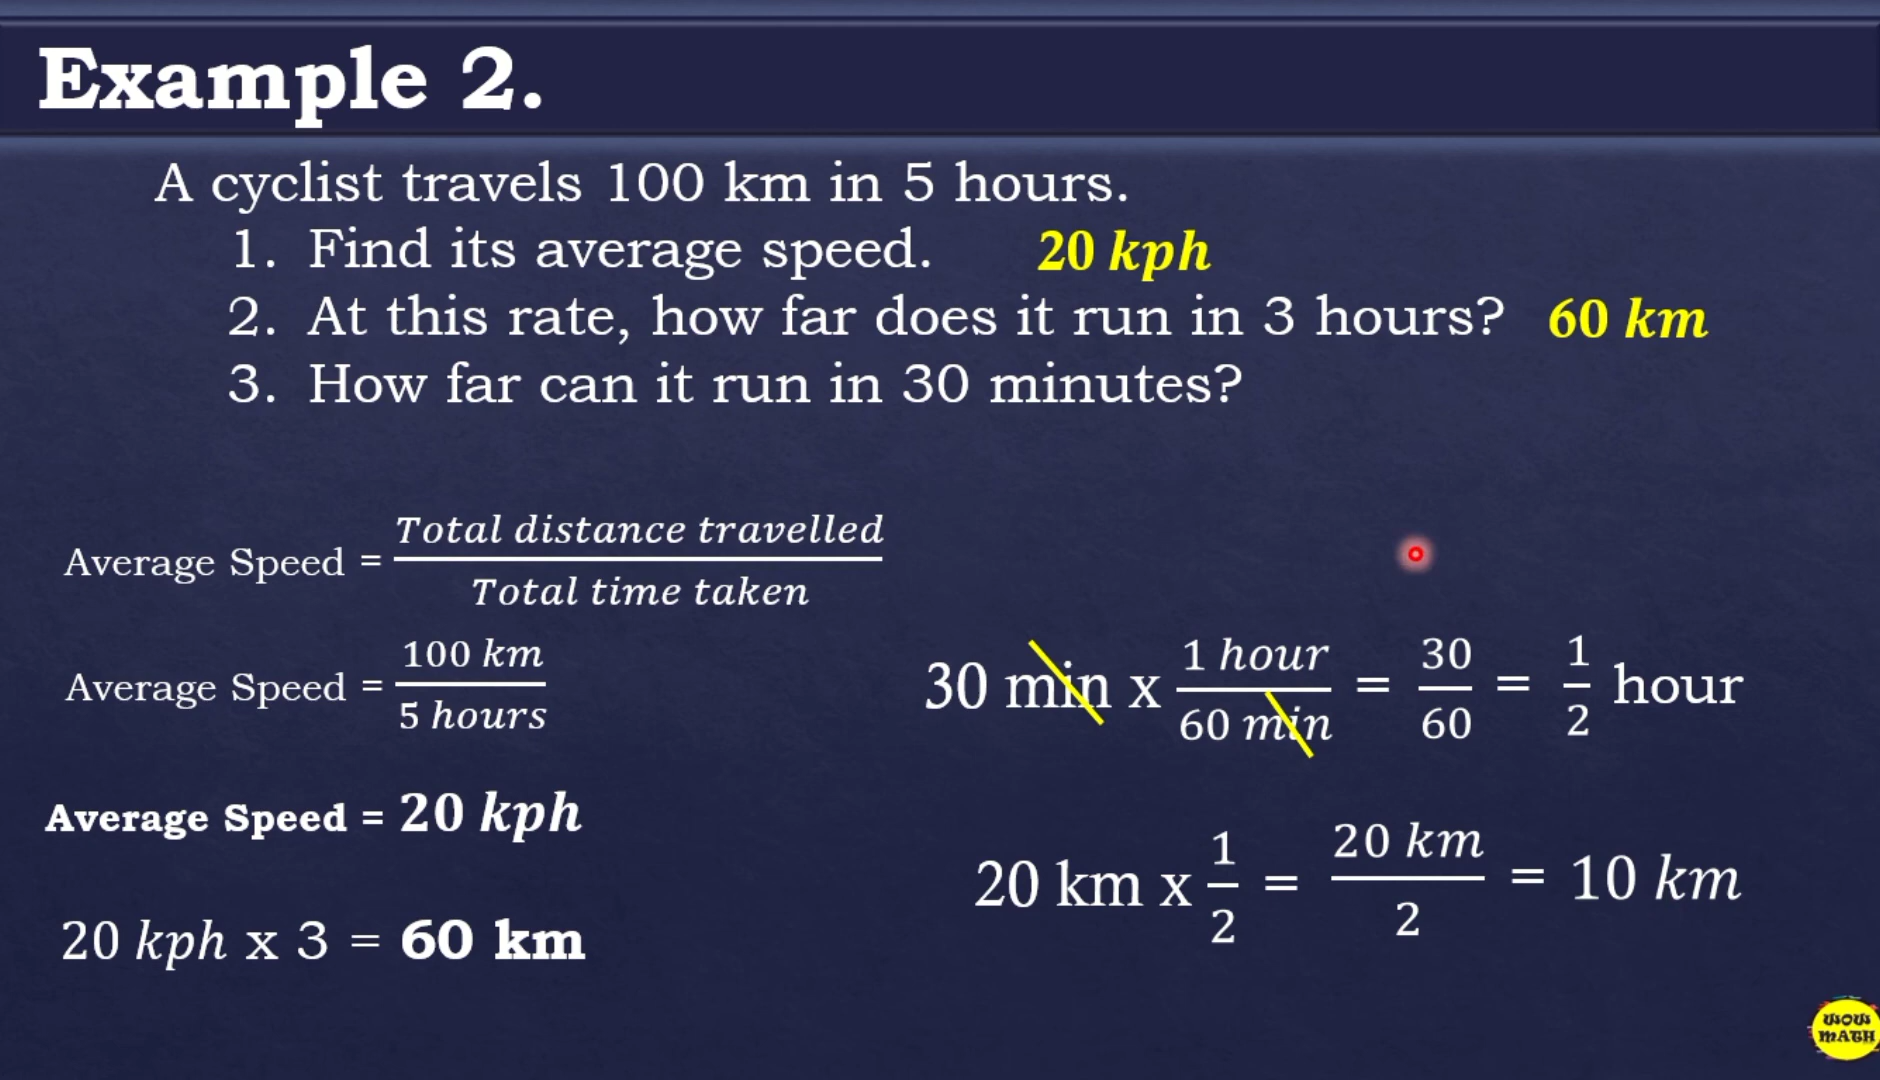 Example 2.
A cyclist travels 100 km in 5 hours.
1. Find its average speed. 20 kph
2. At this rate, how far does it run in 3 hours? 60 km
3. How far can it run in 30 minutes?
Average Speed = Total distance travelled / Total time taken
Average Speed = 100 km / 5 hours
Average Speed = 20 kph
20 kph x 3 = 60 km
30 min x 1 hour / 60 min = 30 / 60 = 1 / 2 hour
20 km x 1 / 2 = 20 km / 2 = 10 km
WOW
MATH